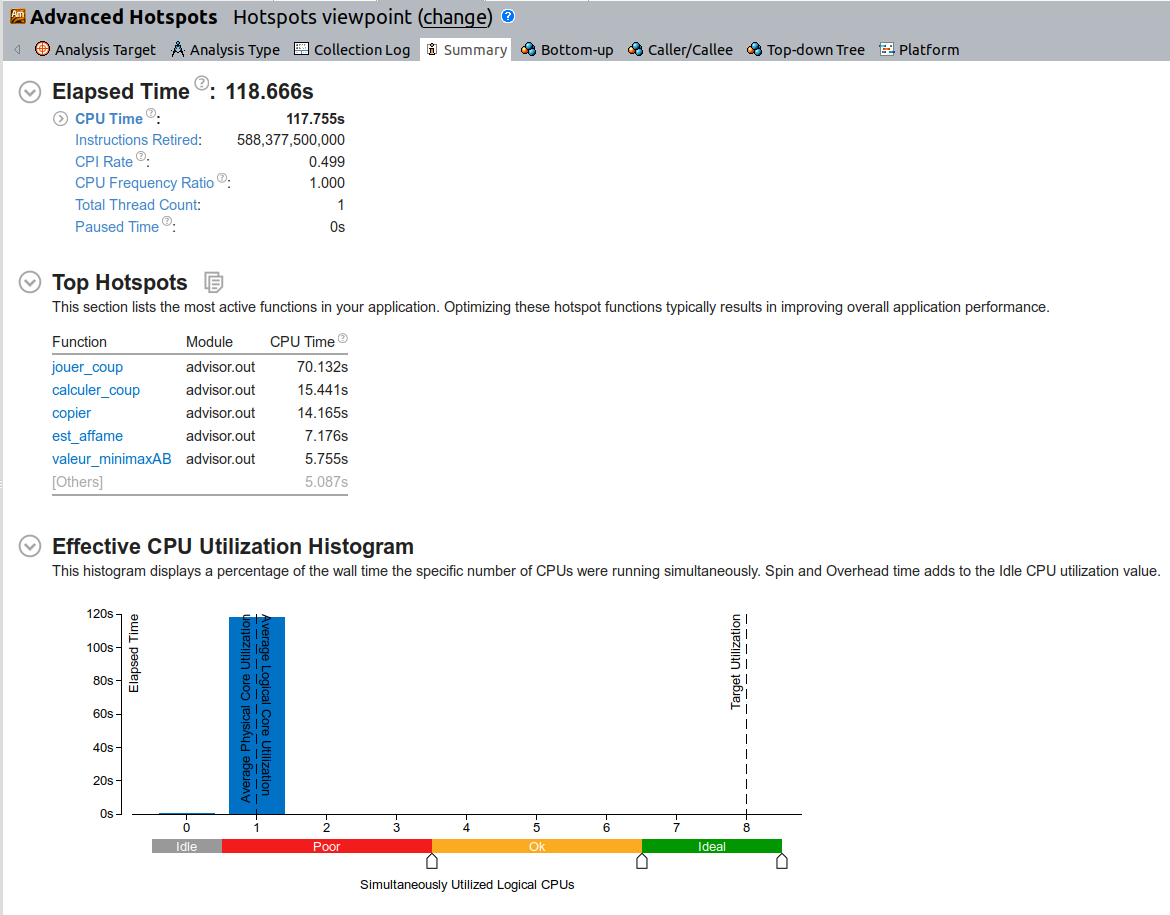 Advanced Hotspots Hotspots viewpoint (change) ?
Analysis Target Analysis Type Collection Log Summary Bottom-up Caller/Callee Top-down Tree Platform
Elapsed Time ?: 118.666s
CPU Time ?: 117.755s
Instructions Retired: 588,377,500,000
CPI Rate ?: 0.499
CPU Frequency Ratio ?: 1.000
Total Thread Count: 1
Paused Time ?: 0s
Top Hotspots
This section lists the most active functions in your application. Optimizing these hotspot functions typically results in improving overall application performance.
Function Module CPU Time ?
jouer_coup advisor.out 70.132s
calculer_coup advisor.out 15.441s
copier advisor.out 14.165s
est_affame advisor.out 7.176s
valeur_minimaxAB advisor.out 5.755s
[Others] 5.087s
Effective CPU Utilization Histogram
This histogram displays a percentage of the wall time the specific number of CPUs were running simultaneously. Spin and Overhead time adds to the Idle CPU utilization value.
120s
100s
80s
60s
40s
20s
0s
Elapsed Time
Average Physical Core Utilization
Average Logical Core Utilization
Target Utilization
0 1 2 3 4 5 6 7 8
Idle Poor Ok Ideal
Simultaneously Utilized Logical CPUs